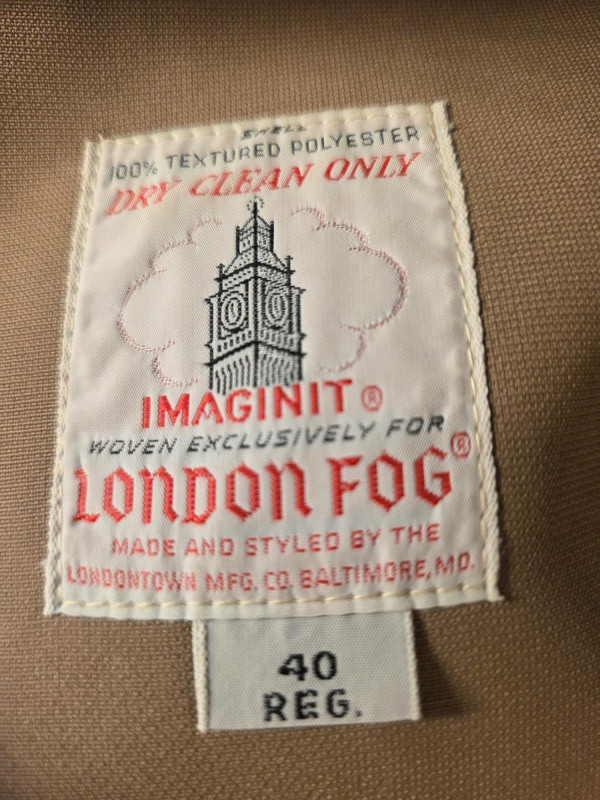 SHELL
100% TEXTURED POLYESTER
DRY CLEAN ONLY
IMAGINIT®
WOVEN EXCLUSIVELY FOR
LONDON FOG®
MADE AND STYLED BY THE
LONDONTOWN MFG. CO. BALTIMORE, MD.
40
REG.